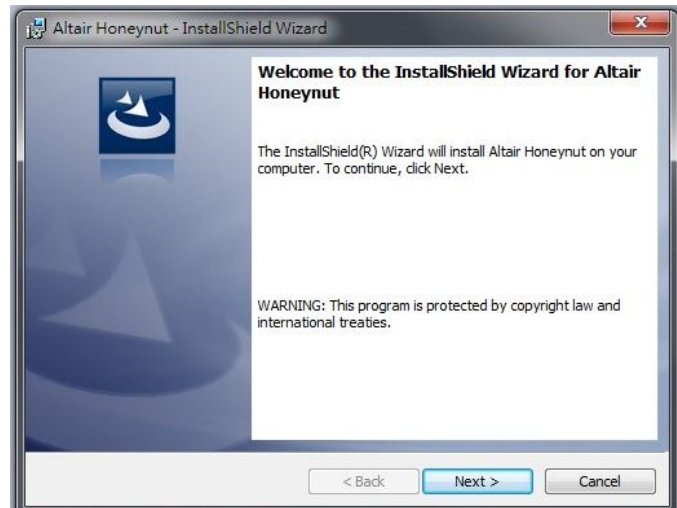 Altair Honeynut - InstallShield Wizard
Welcome to the InstallShield Wizard for Altair
Honeynut
The InstallShield(R) Wizard will install Altair Honeynut on your
computer. To continue, click Next.
WARNING: This program is protected by copyright law and
international treaties.
< Back Next > Cancel